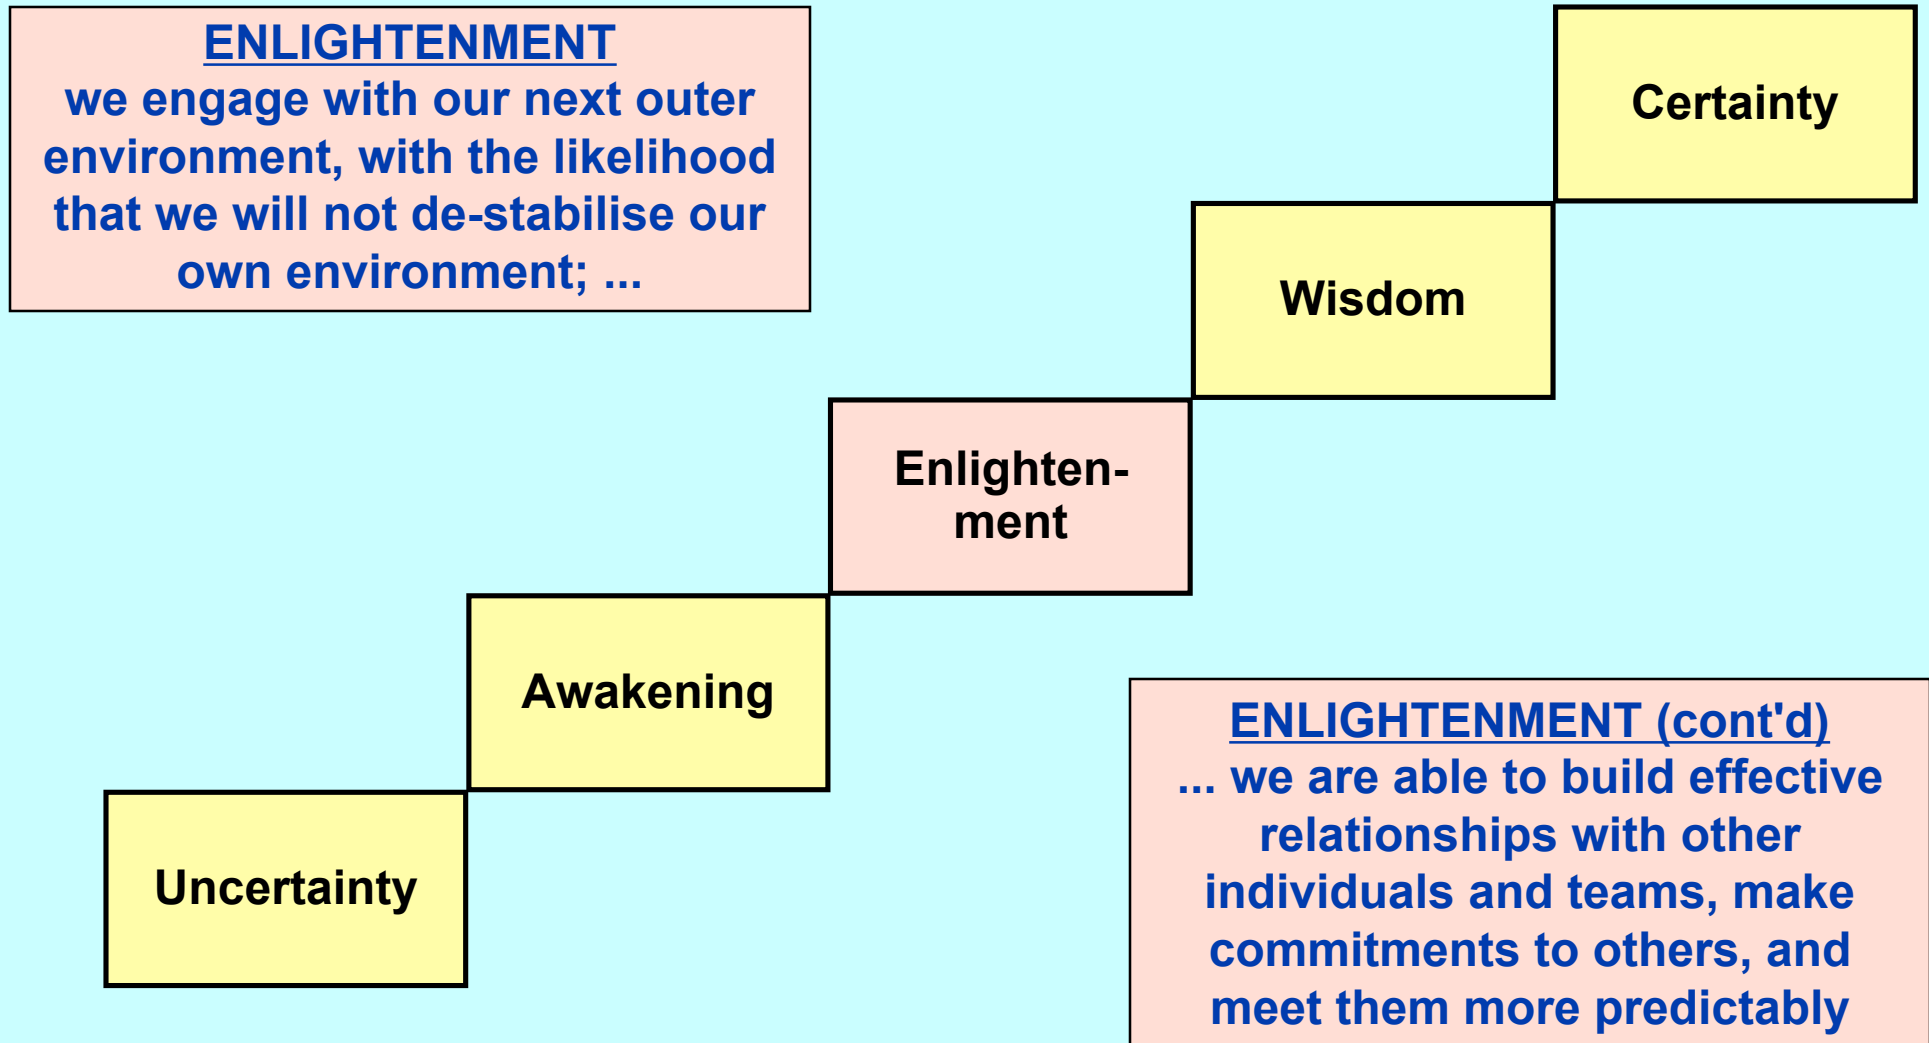 ENLIGHTENMENT
we engage with our next outer
environment, with the likelihood
that we will not de-stabilise our
own environment; ...
Certainty
Wisdom
Enlighten-
ment
Awakening
Uncertainty
ENLIGHTENMENT (cont'd)
... we are able to build effective
relationships with other
individuals and teams, make
commitments to others, and
meet them more predictably